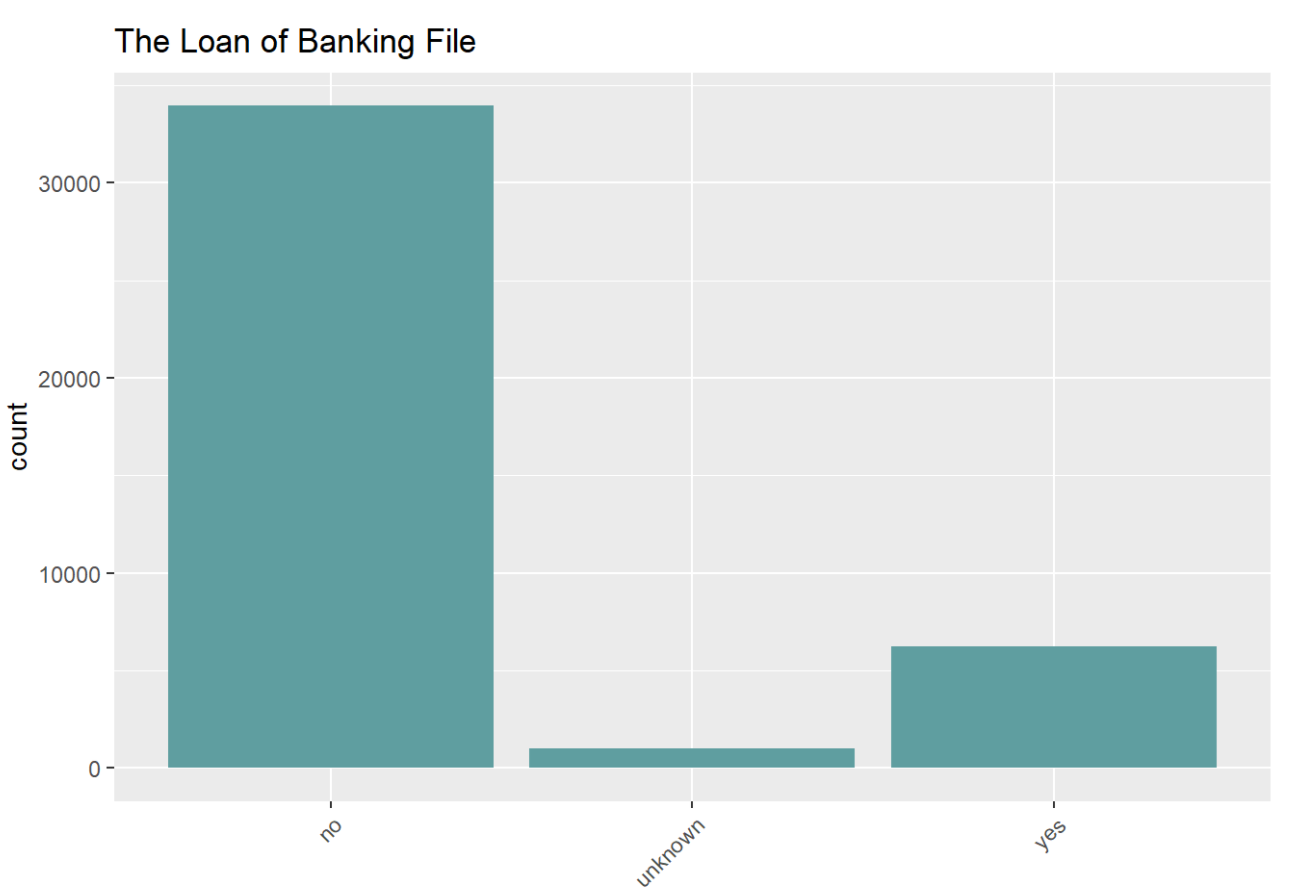 The Loan of Banking File
30000
20000
10000
0
count
no
unknown
yes